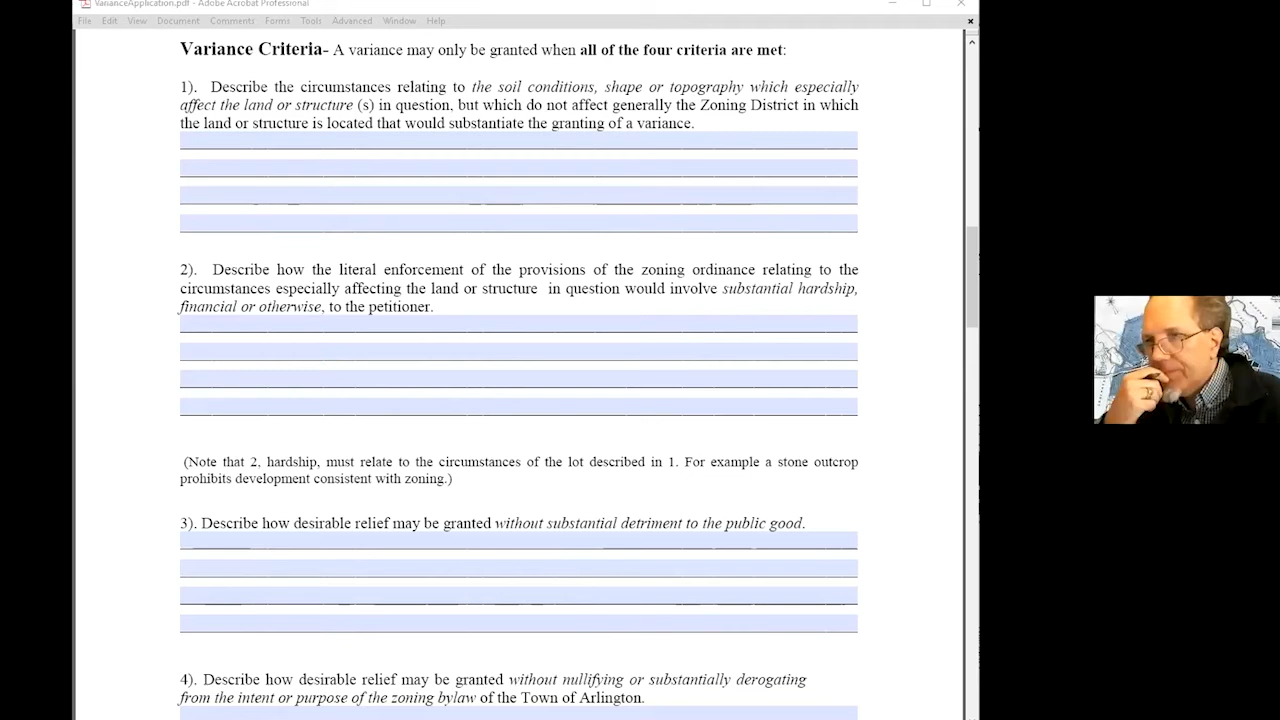 VarianceApplication.pdf - Adobe Acrobat Professional
File Edit View Document Comments Forms Tools Advanced Window Help
Variance Criteria- A variance may only be granted when all of the four criteria are met:
1). Describe the circumstances relating to the soil conditions, shape or topography which especially
affect the land or structure (s) in question, but which do not affect generally the Zoning District in which
the land or structure is located that would substantiate the granting of a variance.
2). Describe how the literal enforcement of the provisions of the zoning ordinance relating to the
circumstances especially affecting the land or structure in question would involve substantial hardship,
financial or otherwise, to the petitioner.
(Note that 2, hardship, must relate to the circumstances of the lot described in 1. For example a stone outcrop
prohibits development consistent with zoning.)
3). Describe how desirable relief may be granted without substantial detriment to the public good.
4). Describe how desirable relief may be granted without nullifying or substantially derogating
from the intent or purpose of the zoning bylaw of the Town of Arlington.